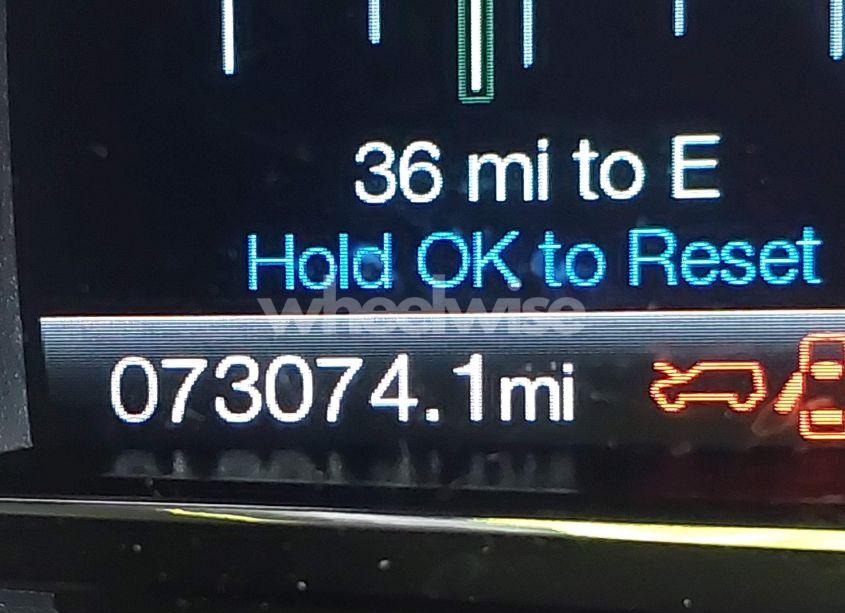 36 mi to E
Hold OK to Reset
wheelwise
073074.1mi